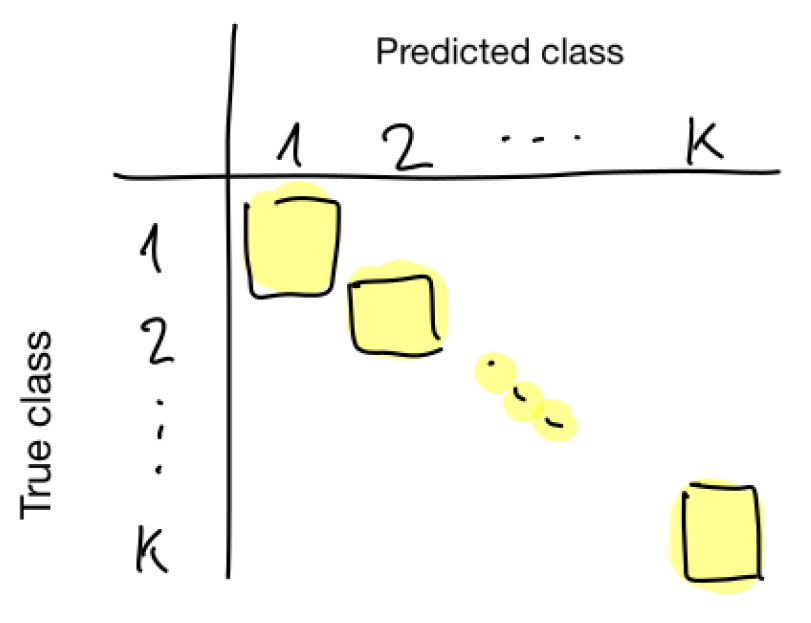 Predicted class
1 2 ... K
True class
1
2
⋮
K